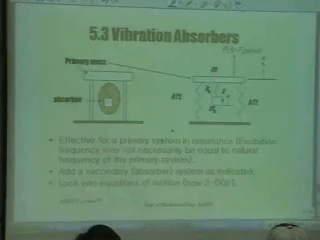 5.3 Vibration Absorbers
Primary mass
absorber
m
k/2
k/2
• Effective for a primary system in resonance (Excitation
frequency may not necessarily be equal to natural
frequency of the primary system).
• Add a secondary (absorber) system as indicated.
• Look into equations of motion (now 2-DOF).